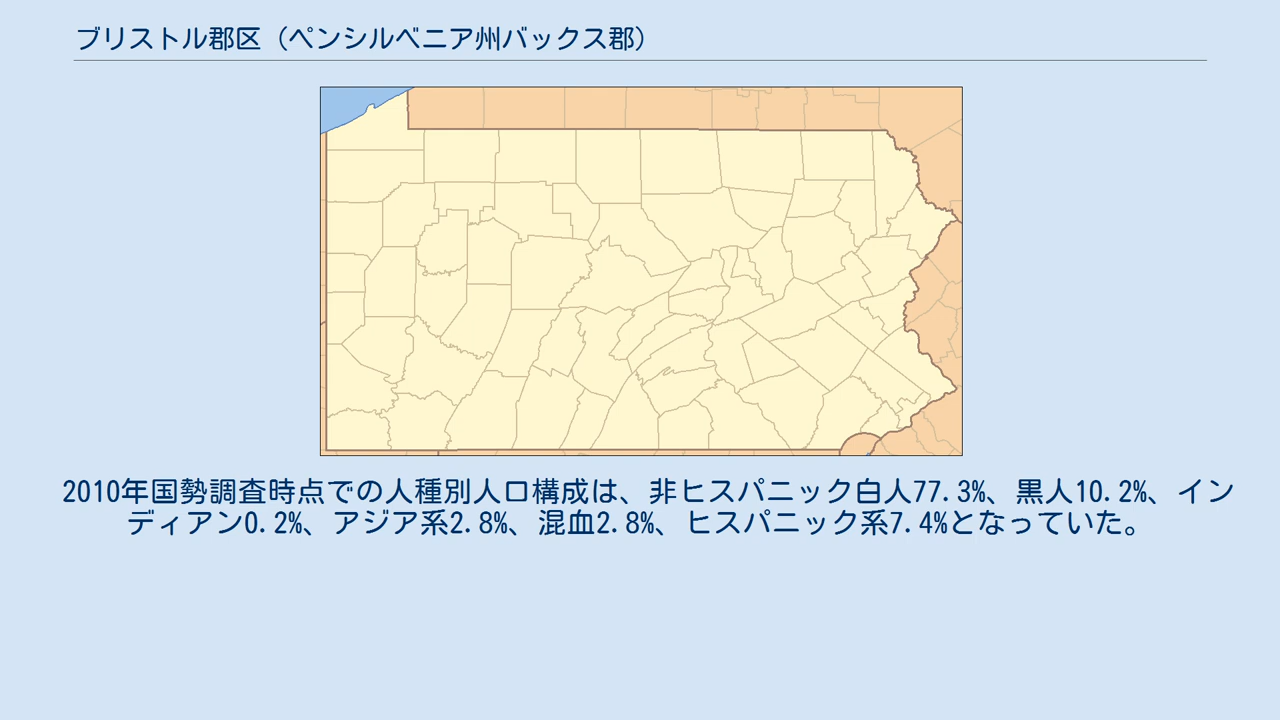 ブリストル郡区（ペンシルベニア州バックス郡）
2010年国勢調査時点での人種別人口構成は、非ヒスパニック白人77.3%、黒人10.2%、イン
ディアン0.2%、アジア系2.8%、混血2.8%、ヒスパニック系7.4%となっていた。